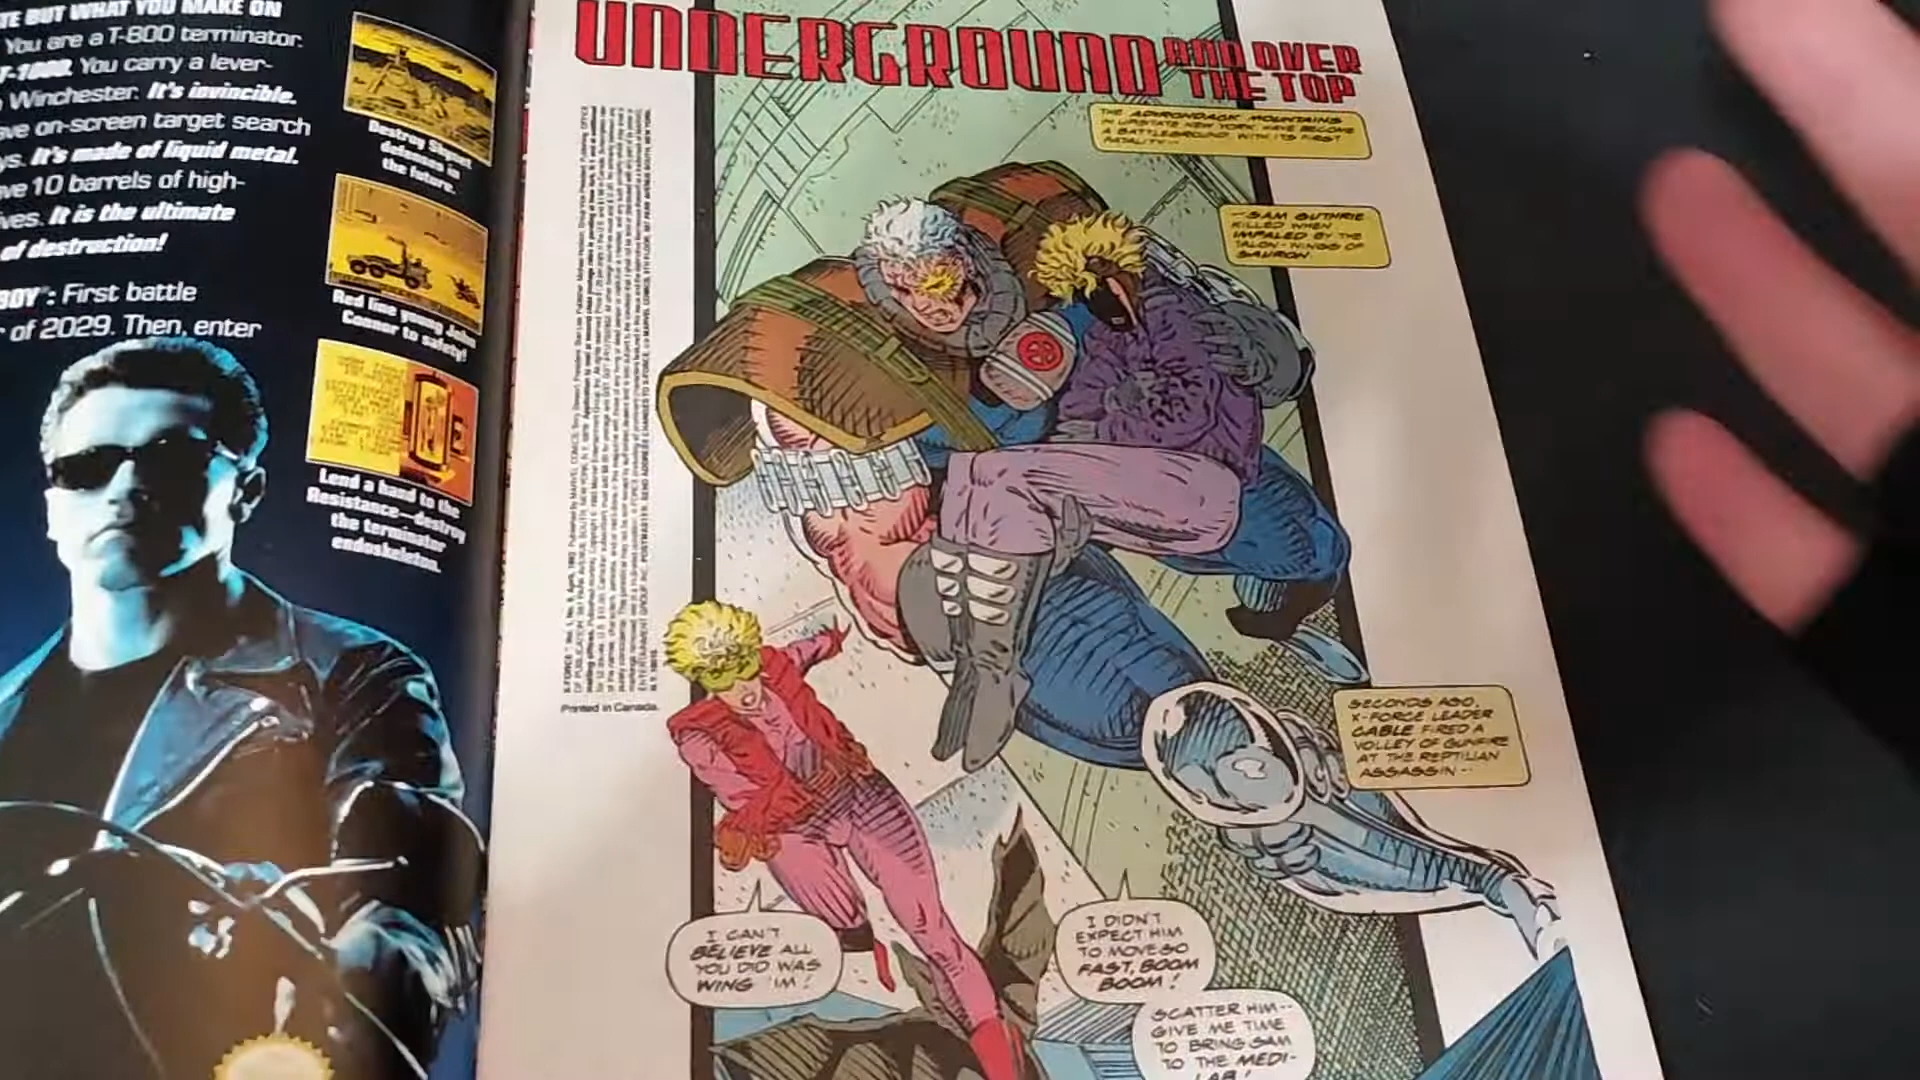 TE BUT WHAT YOU MAKE ON
You are a T-800 terminator.
T-1000. You carry a lever-
Winchester. It's invincible.
ave on-screen target search
ys. It's made of liquid metal.
ve 10 barrels of high-
ives. It is the ultimate
of destruction!
BOY: First battle
of 2029. Then, enter
Destroy Skynet
defenses in
the future.
Red line young John
Connor to safety!
Lend a hand to the
Resistance—destroy
the terminator
endoskeleton.
UNDERGROUND AND OVER
THE TOP
THE ADIRONDACK MOUNTAINS
OF UPSTATE NEW YORK HAVE BECOME
A BATTLEGROUND WITH ITS FIRST
FATALITY--
--SAM GUTHRIE
KILLED WHEN
IMPALED BY THE
TALON-WINGS OF
SAURON.
Printed in Canada.
SECONDS AGO,
X-FORCE LEADER
CABLE FIRED A
VOLLEY OF GUNFIRE
AT THE REPTILIAN
ASSASSIN--
I CAN'T
BELIEVE ALL
YOU DID WAS
WING 'IM!
I DIDN'T
EXPECT HIM
TO MOVE SO
FAST, BOOM
BOOM!
SCATTER HIM--
GIVE ME TIME
TO BRING SAM
TO THE MEDI-
LAB!